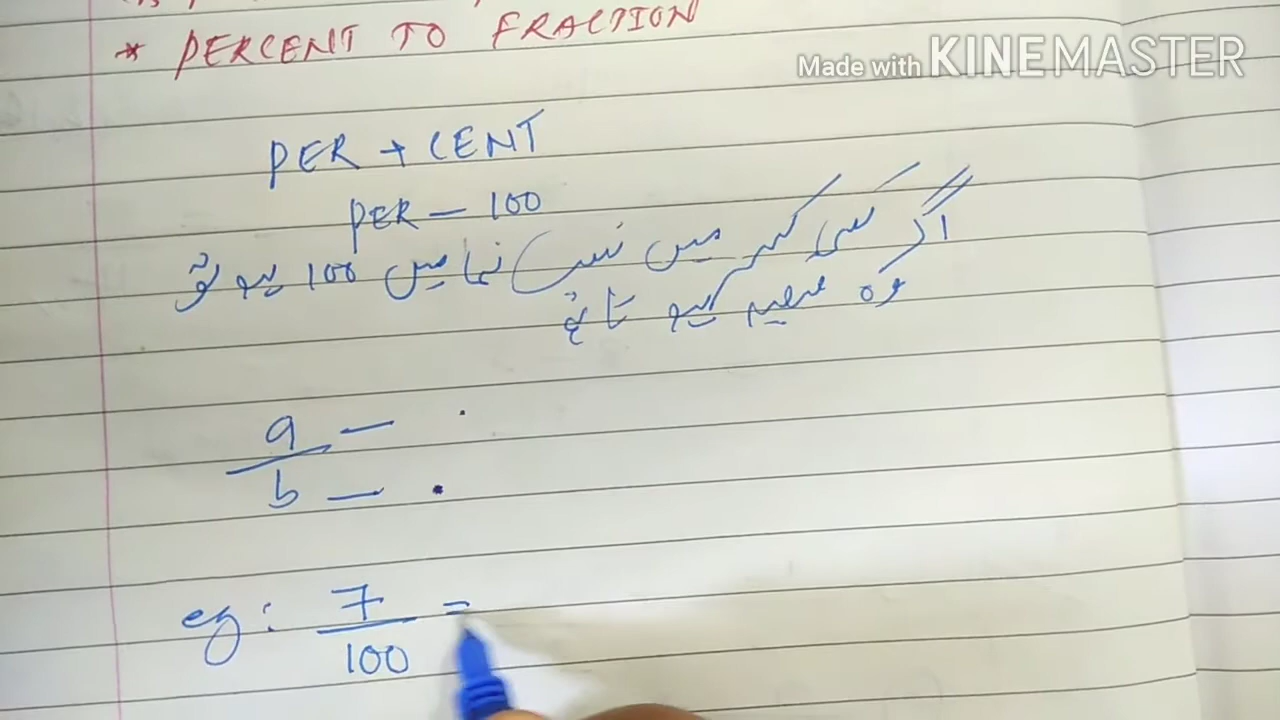 * PERCENT TO FRACTION
Made with KINEMASTER
PER + CENT
PER – 100
اگر کسی کسر میں نسب نما میں 100 ہو تو
وہ فیصد کہلاتا ہے
a —
b —
eg: 7
100 =